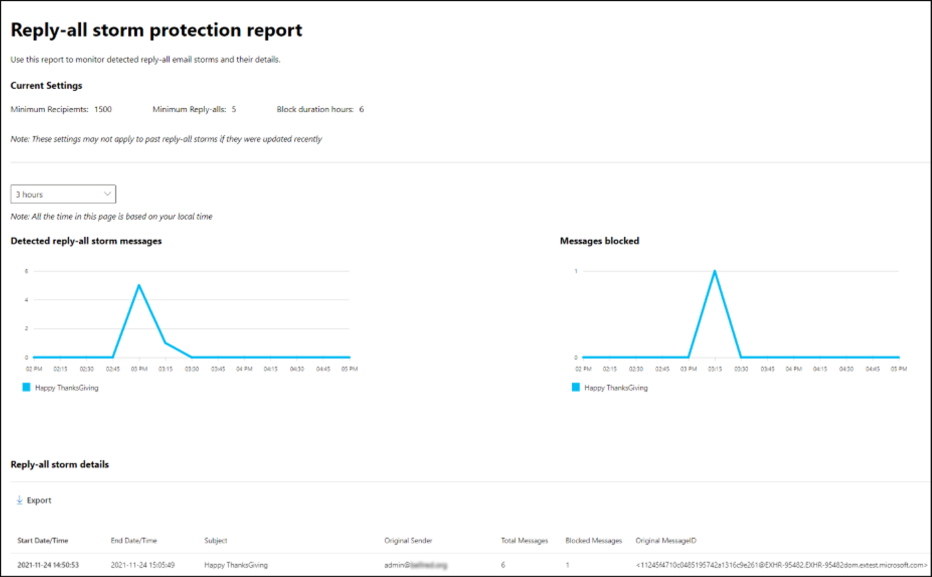 Reply-all storm protection report
Use this report to monitor detected reply-all email storms and their details.
Current Settings
Minimum Recipiemts: 1500 Minimum Reply-alls: 5 Block duration hours: 6
Note: These settings may not apply to past reply-all storms if they were updated recently
3 hours
Note: All the time in this page is based on your local time
Detected reply-all storm messages Messages blocked
6
4
2
0
02 PM 02:15 02:30 02:45 03 PM 03:15 03:30 03:45 04 PM 04:15 04:30 04:45 05 PM
Happy ThanksGiving
1
0
02 PM 02:15 02:30 02:45 03 PM 03:15 03:30 03:45 04 PM 04:15 04:30 04:45 05 PM
Happy ThanksGiving
Reply-all storm details
Export
Start Date/Time End Date/Time Subject Original Sender Total Messages Blocked Messages Original MessageID
2021-11-24 14:50:53 2021-11-24 15:05:49 Happy ThanksGiving admin@ 6 1 <11245f4710c0485195742a1316c9e261@EXHR-95482.EXHR-95482dom.extest.microsoft.com>